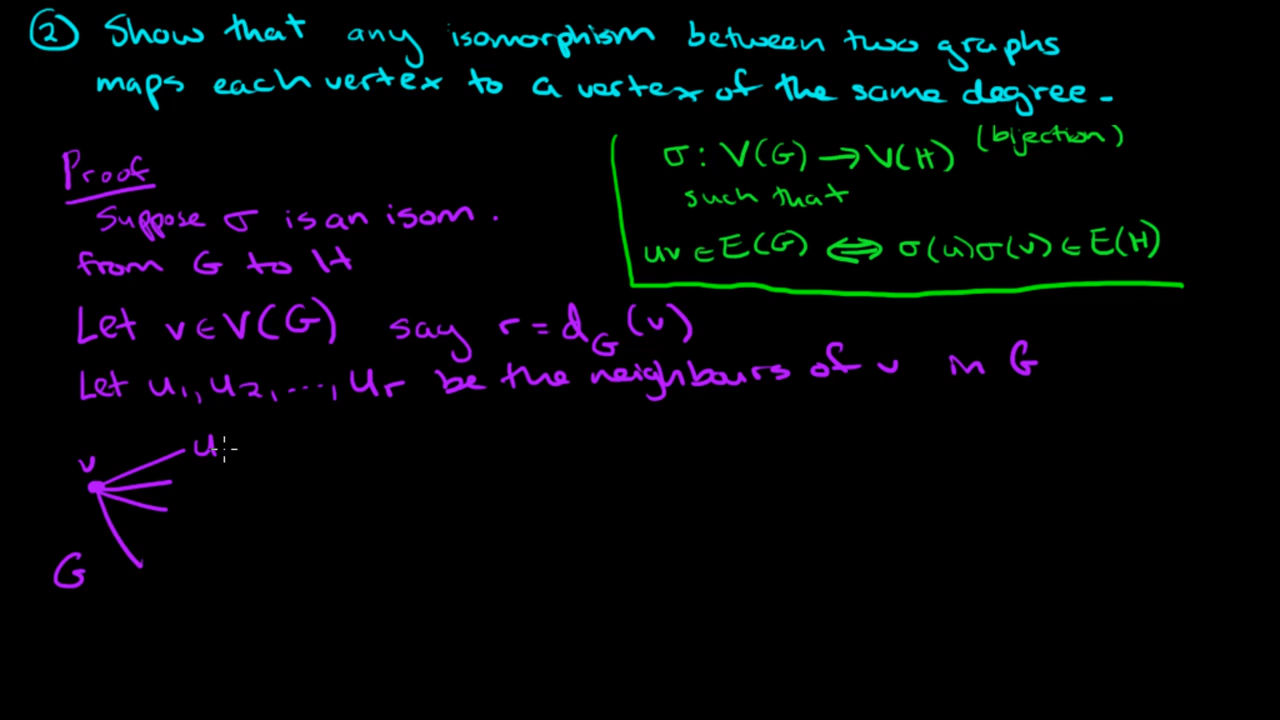 ② Show that any isomorphism between two graphs
maps each vertex to a vertex of the same degree.
Proof
Suppose σ is an isom.
from G to H
σ: V(G) → V(H) (bijection)
such that
uv ∈ E(G) ⟺ σ(u)σ(v) ∈ E(H)
Let v ∈ V(G) say r = d_G(v)
Let u₁, u₂, ..., uᵣ be the neighbours of v in G
v
u
G